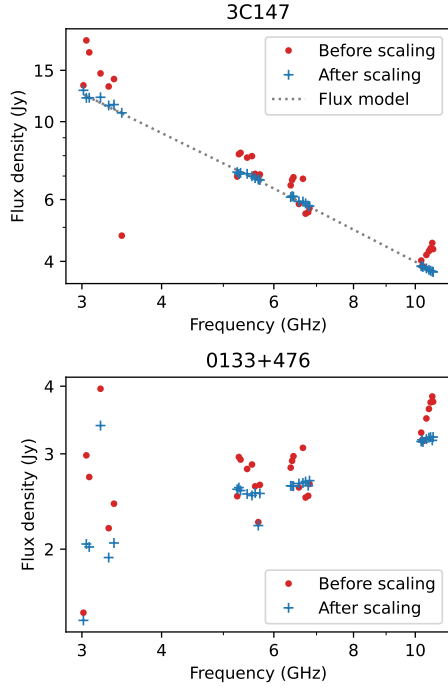 3C147
Before scaling
After scaling
Flux model
Flux density (Jy)
15
10
6
4
3
4
6
8
10
Frequency (GHz)
0133+476
Flux density (Jy)
4
3
2
Before scaling
After scaling
3
4
6
8
10
Frequency (GHz)